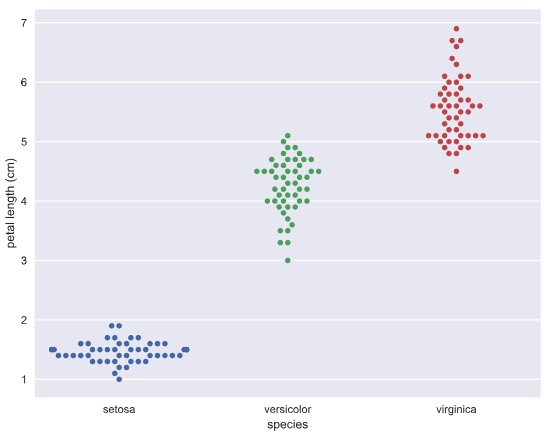 petal length (cm)
7
6
5
4
3
2
1
setosa
versicolor
virginica
species